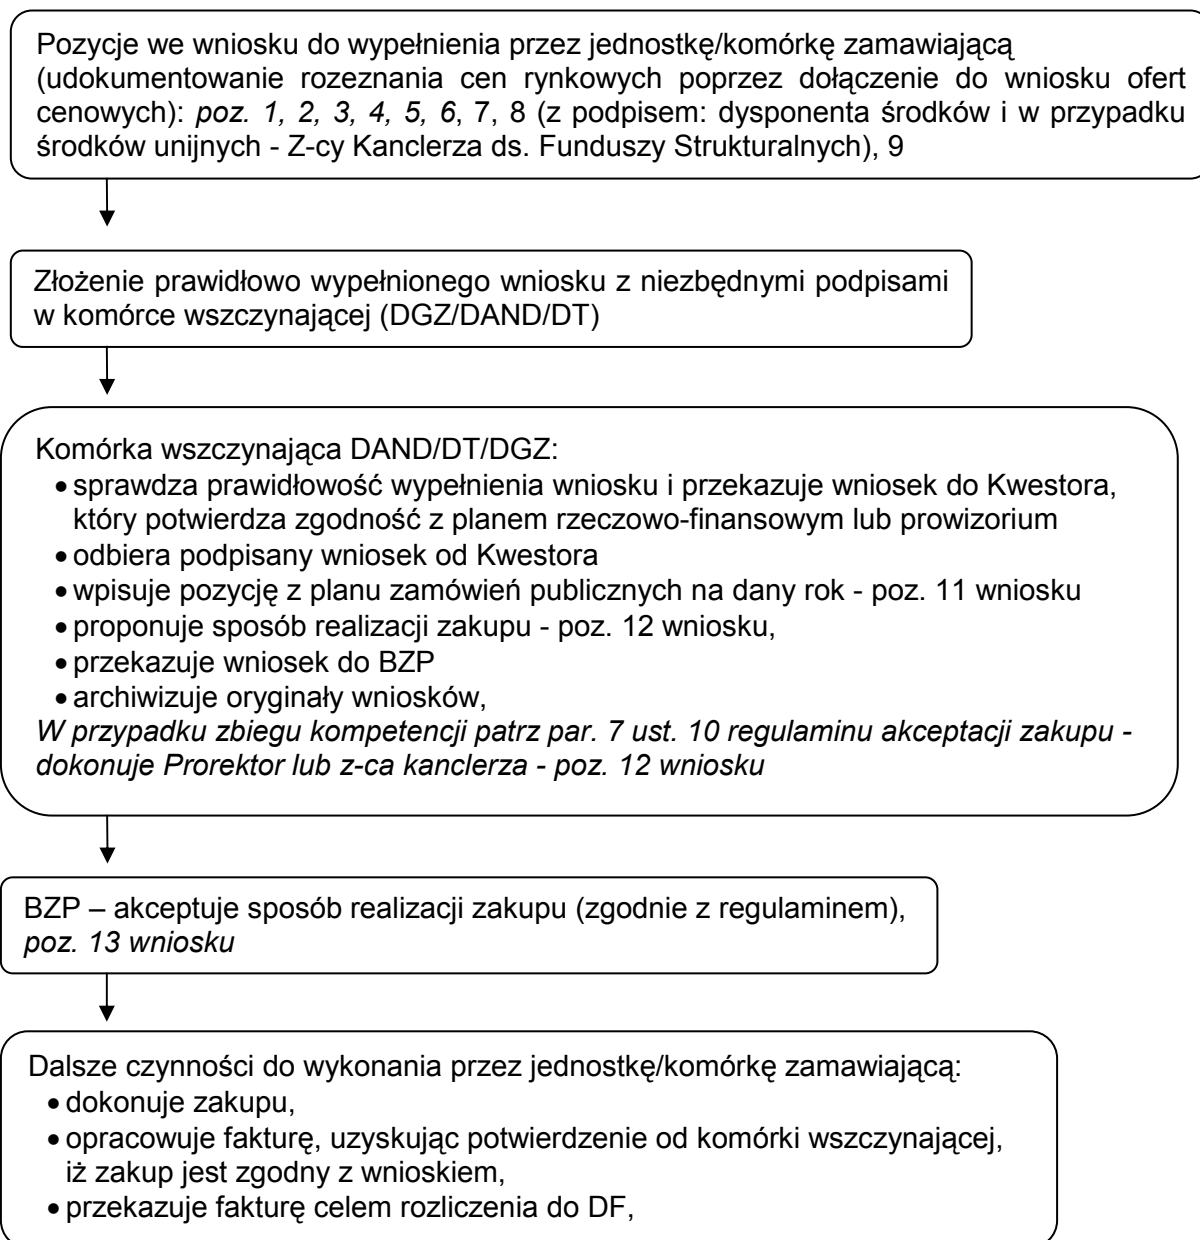 Pozycje we wniosku do wypełnienia przez jednostkę/komórkę zamawiającą
(udokumentowanie rozeznania cen rynkowych poprzez dołączenie do wniosku ofert
cenowych): poz. 1, 2, 3, 4, 5, 6, 7, 8 (z podpisem: dysponenta środków i w przypadku
środków unijnych - Z-cy Kanclerza ds. Funduszy Strukturalnych), 9
Złożenie prawidłowo wypełnionego wniosku z niezbędnymi podpisami
w komórce wszczynającej (DGZ/DAND/DT)
Komórka wszczynająca DAND/DT/DGZ:
• sprawdza prawidłowość wypełnienia wniosku i przekazuje wniosek do Kwestora,
który potwierdza zgodność z planem rzeczowo-finansowym lub prowizorium
• odbiera podpisany wniosek od Kwestora
• wpisuje pozycję z planu zamówień publicznych na dany rok - poz. 11 wniosku
• proponuje sposób realizacji zakupu - poz. 12 wniosku,
• przekazuje wniosek do BZP
• archiwizuje oryginały wniosków,
W przypadku zbiegu kompetencji patrz par. 7 ust. 10 regulaminu akceptacji zakupu -
dokonuje Prorektor lub z-ca kanclerza - poz. 12 wniosku
BZP – akceptuje sposób realizacji zakupu (zgodnie z regulaminem),
poz. 13 wniosku
Dalsze czynności do wykonania przez jednostkę/komórkę zamawiającą:
• dokonuje zakupu,
• opracowuje fakturę, uzyskując potwierdzenie od komórki wszczynającej,
iż zakup jest zgodny z wnioskiem,
• przekazuje fakturę celem rozliczenia do DF,